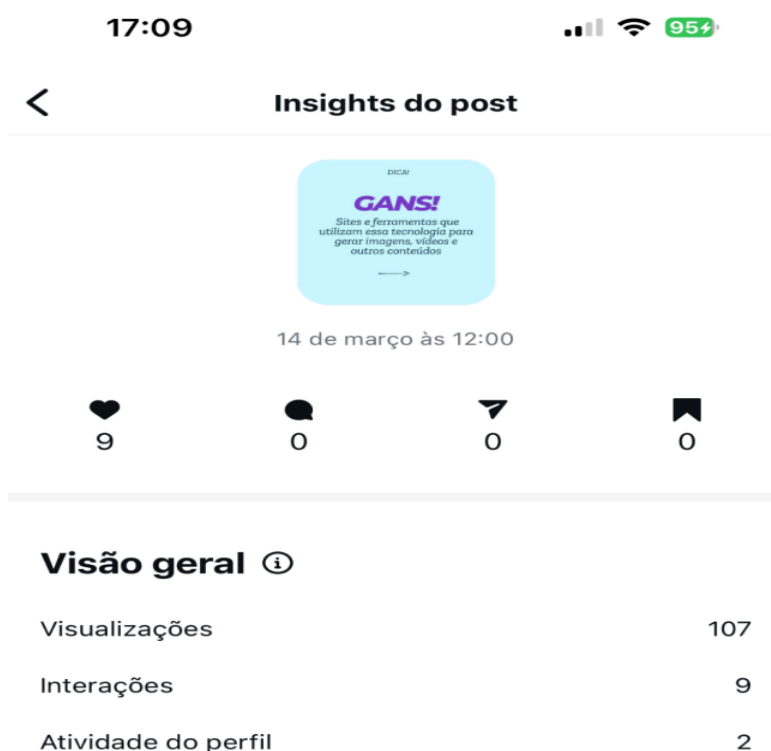 17:09
95
Insights do post
DICA!
GANS!
Sites e ferramentas que
utilizam essa tecnologia para
gerar imagens, vídeos e
outros conteúdos
14 de março às 12:00
9 0 0 0
Visão geral
Visualizações 107
Interações 9
Atividade do perfil 2